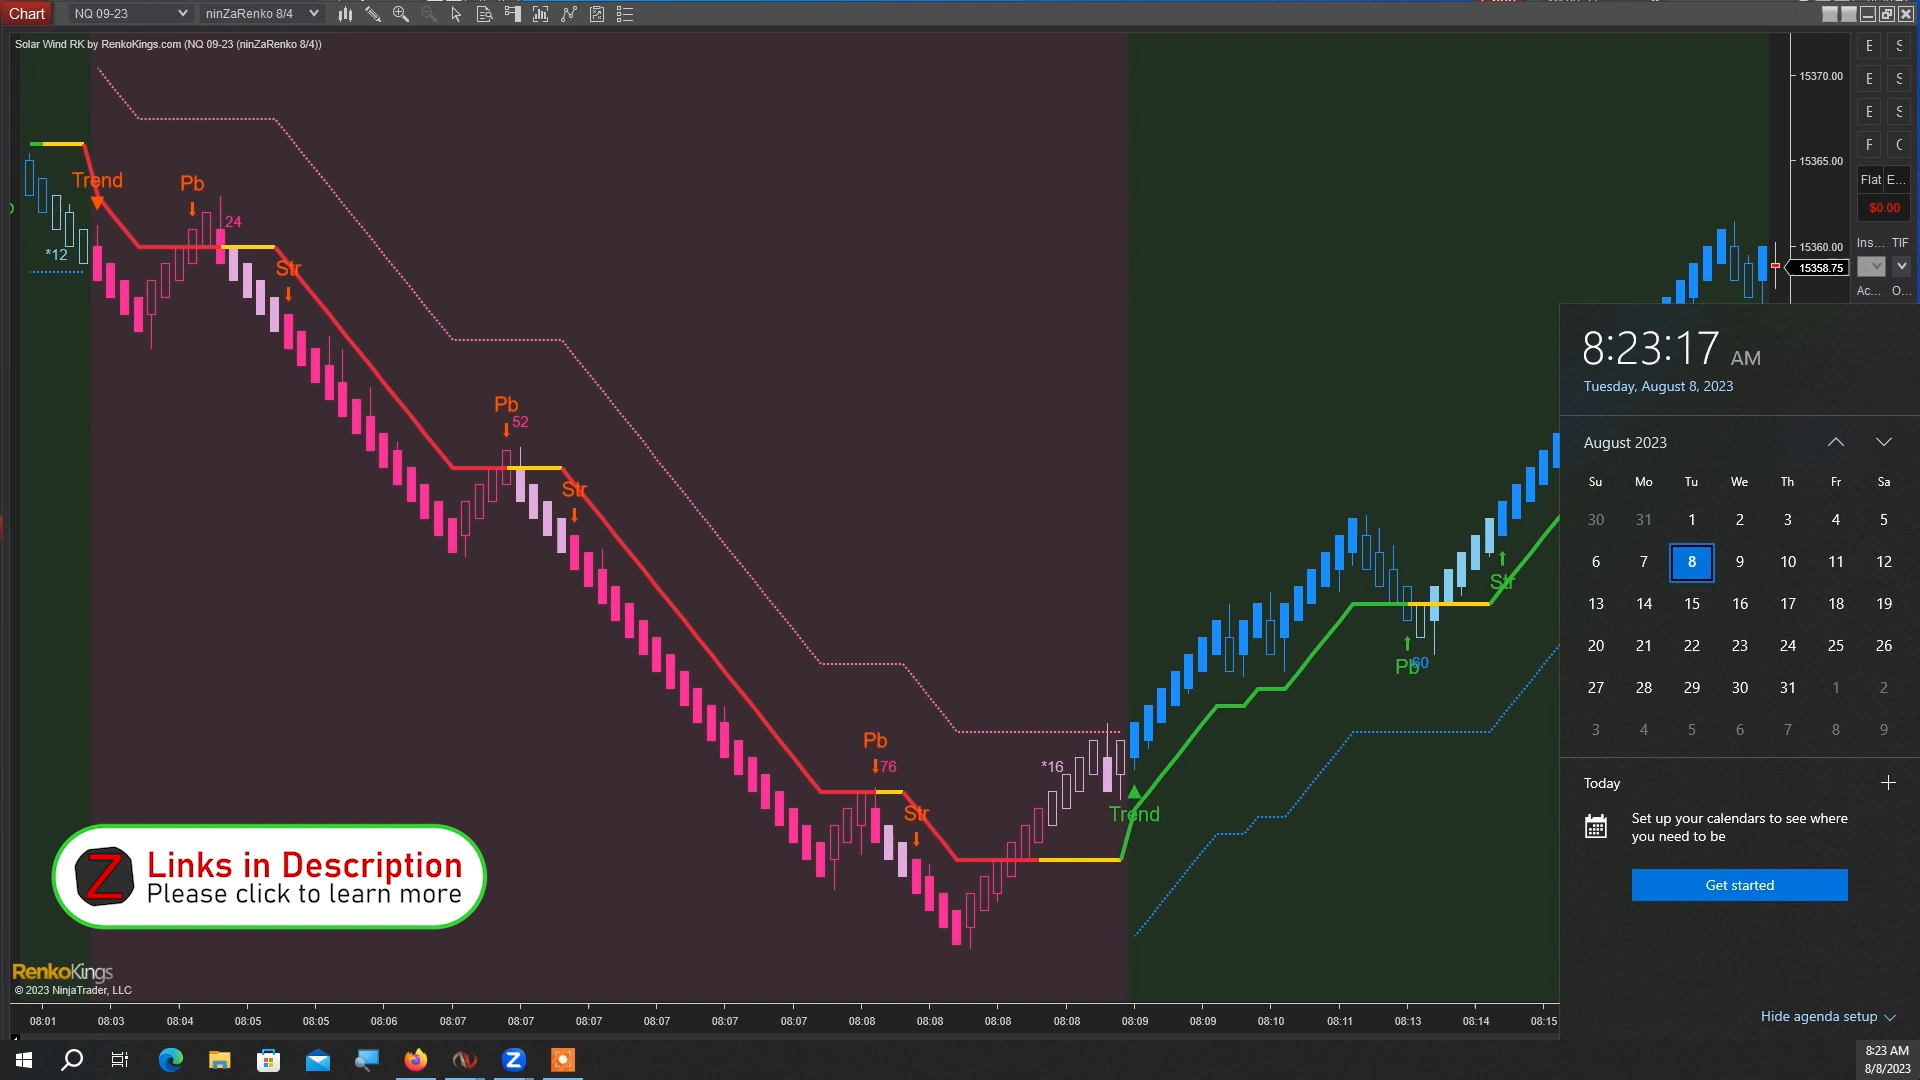 Chart
NQ 09-23
ninZaRenko 8/4
Solar Wind RK by RenkoKings.com (NQ 09-23 (ninZaRenko 8/4))
E S
E S
E S
F C
Flat E...
$0.00
Ins... TIF
Ac... O...
15370.00
15365.00
15360.00
15358.75
Trend
Pb
24
*12
Str
Pb
52
Str
Pb
76
Str
*16
Trend
Pb
60
Str
8:23:17 AM
Tuesday, August 8, 2023
August 2023
Su Mo Tu We Th Fr Sa
30 31 1 2 3 4 5
6 7 8 9 10 11 12
13 14 15 16 17 18 19
20 21 22 23 24 25 26
27 28 29 30 31 1 2
3 4 5 6 7 8 9
Today
Set up your calendars to see where
you need to be
Get started
Hide agenda setup
Z
Links in Description
Please click to learn more
RenkoKings
© 2023 NinjaTrader, LLC
08:01 08:03 08:04 08:05 08:05 08:06 08:07 08:07 08:07 08:07 08:07 08:07 08:08 08:08 08:08 08:08 08:09 08:09 08:10 08:11 08:13 08:14 08:15
8:23 AM
8/8/2023